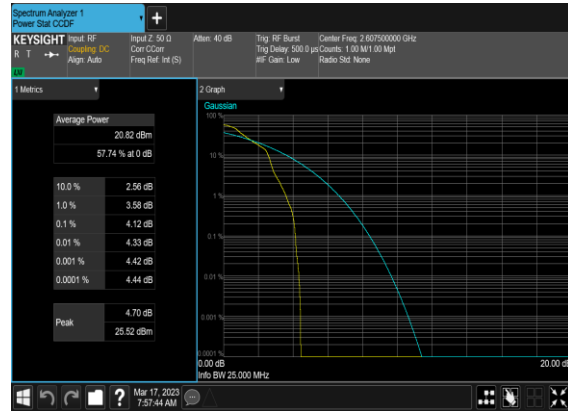 Spectrum Analyzer 1
Power Stat CCDF
KEYSIGHT
R T
LW
Input: RF
Coupling: DC
Align: Auto
Input Z: 50 Ω
Corr CCorr
Freq Ref: Int (S)
Atten: 40 dB
Trig: RF Burst
Trig Delay: 500.0 µs
#IF Gain: Low
Center Freq: 2.607500000 GHz
Counts: 1.00 M/1.00 Mpt
Radio Std: None
1 Metrics
Average Power
20.82 dBm
57.74 % at 0 dB
10.0 % 2.56 dB
1.0 % 3.58 dB
0.1 % 4.12 dB
0.01 % 4.33 dB
0.001 % 4.42 dB
0.0001 % 4.44 dB
Peak
4.70 dB
25.52 dBm
2 Graph
Gaussian
100 %
10 %
1 %
0.1 %
0.01 %
0.001 %
0.0001 %
0.00 dB
20.00 dB
Info BW 25.000 MHz
?
Mar 17, 2023
7:57:44 AM